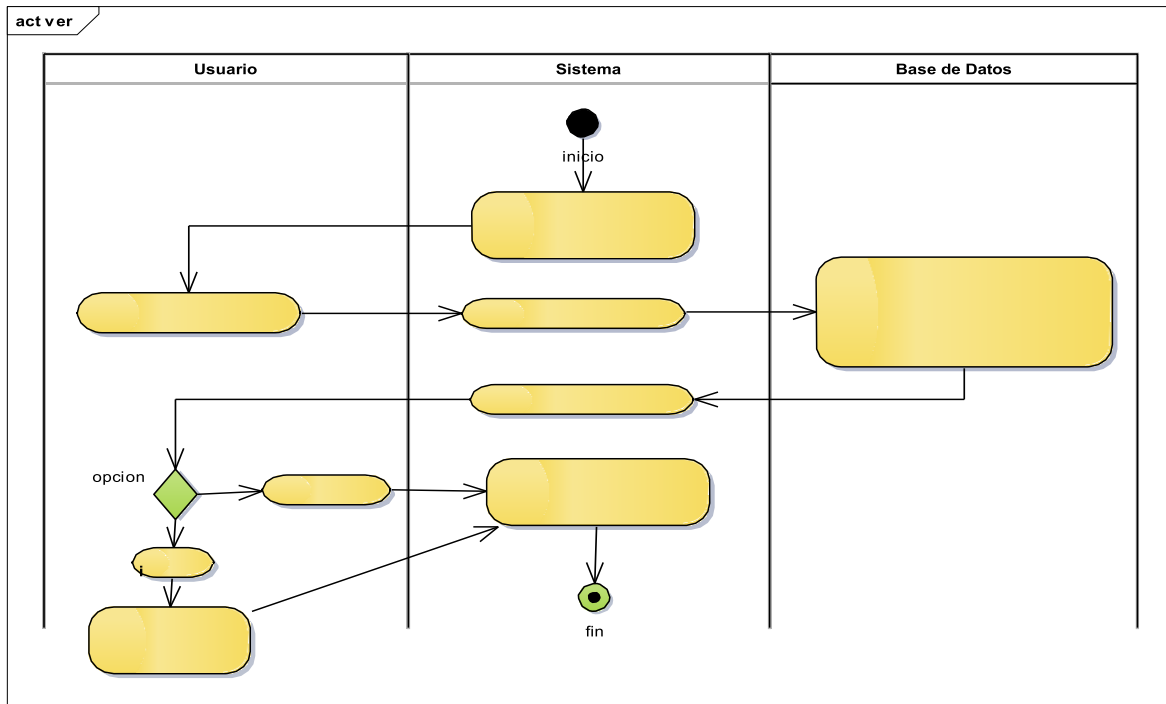 act ver
Usuario
Sistema
Base de Datos
inicio
opcion
i
fin